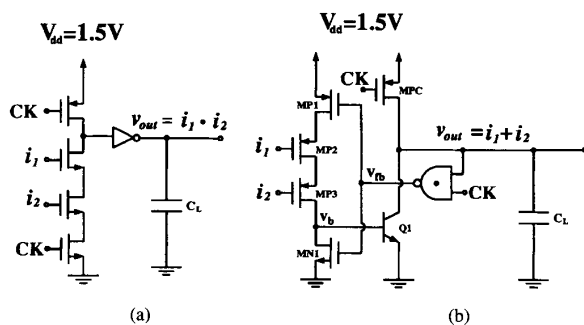 Vdd=1.5V
CK
i1
i2
CK
vout = i1 · i2
CL
(a)
Vdd=1.5V
CK
MPC
MP1
i1
MP2
i2
MP3
vfb
vb
MN1
Q1
vout = i1+i2
CK
CL
(b)